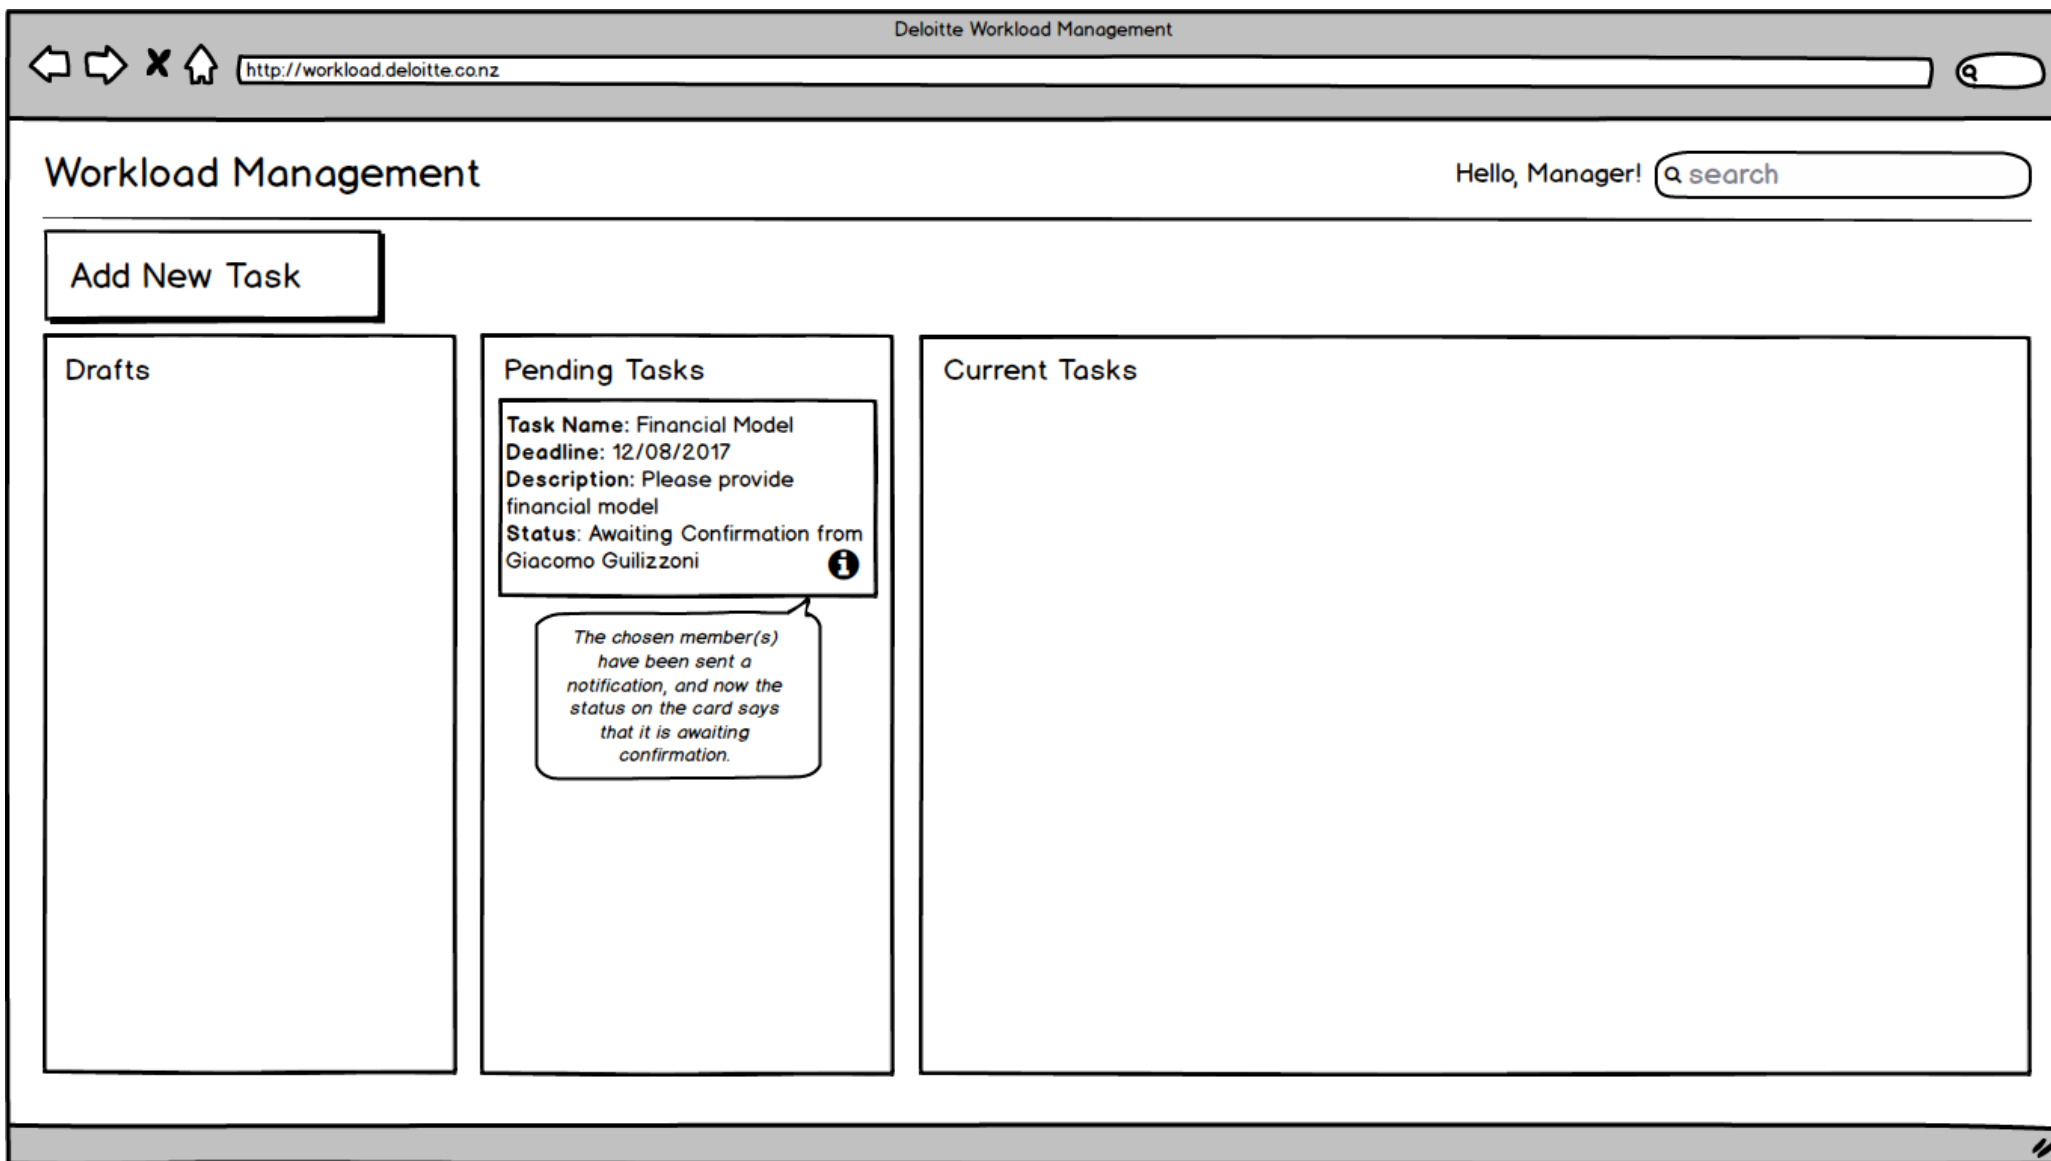 Deloitte Workload Management
http://workload.deloitte.co.nz
Workload Management
Hello, Manager!
search
Add New Task
Drafts
Pending Tasks
Task Name: Financial Model
Deadline: 12/08/2017
Description: Please provide
financial model
Status: Awaiting Confirmation from
Giacomo Guilizzoni
The chosen member(s)
have been sent a
notification, and now the
status on the card says
that it is awaiting
confirmation.
Current Tasks